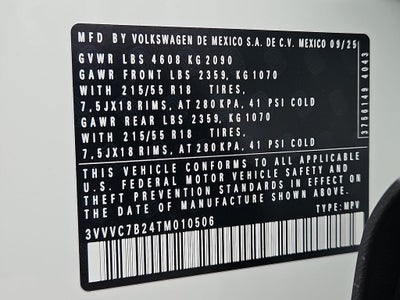 MFD BY VOLKSWAGEN DE MEXICO S.A. DE C.V. MEXICO 09/25
GVWR LBS 4608 KG 2090
GAWR FRONT LBS 2359, KG 1070
WITH 215/55 R18 TIRES,
7,5JX18 RIMS, AT 280KPA, 41 PSI COLD
GAWR REAR LBS 2359, KG 1070
WITH 215/55 R18 TIRES,
7,5JX18 RIMS, AT 280KPA, 41 PSI COLD
THIS VEHICLE CONFORMS TO ALL APPLICABLE
U.S. FEDERAL MOTOR VEHICLE SAFETY AND
THEFT PREVENTION STANDARDS IN EFFECT ON
THE DATE OF MANUFACTURE SHOWN ABOVE.
3VVVC7B24TM010506 TYPE: MPV
3756149 4043